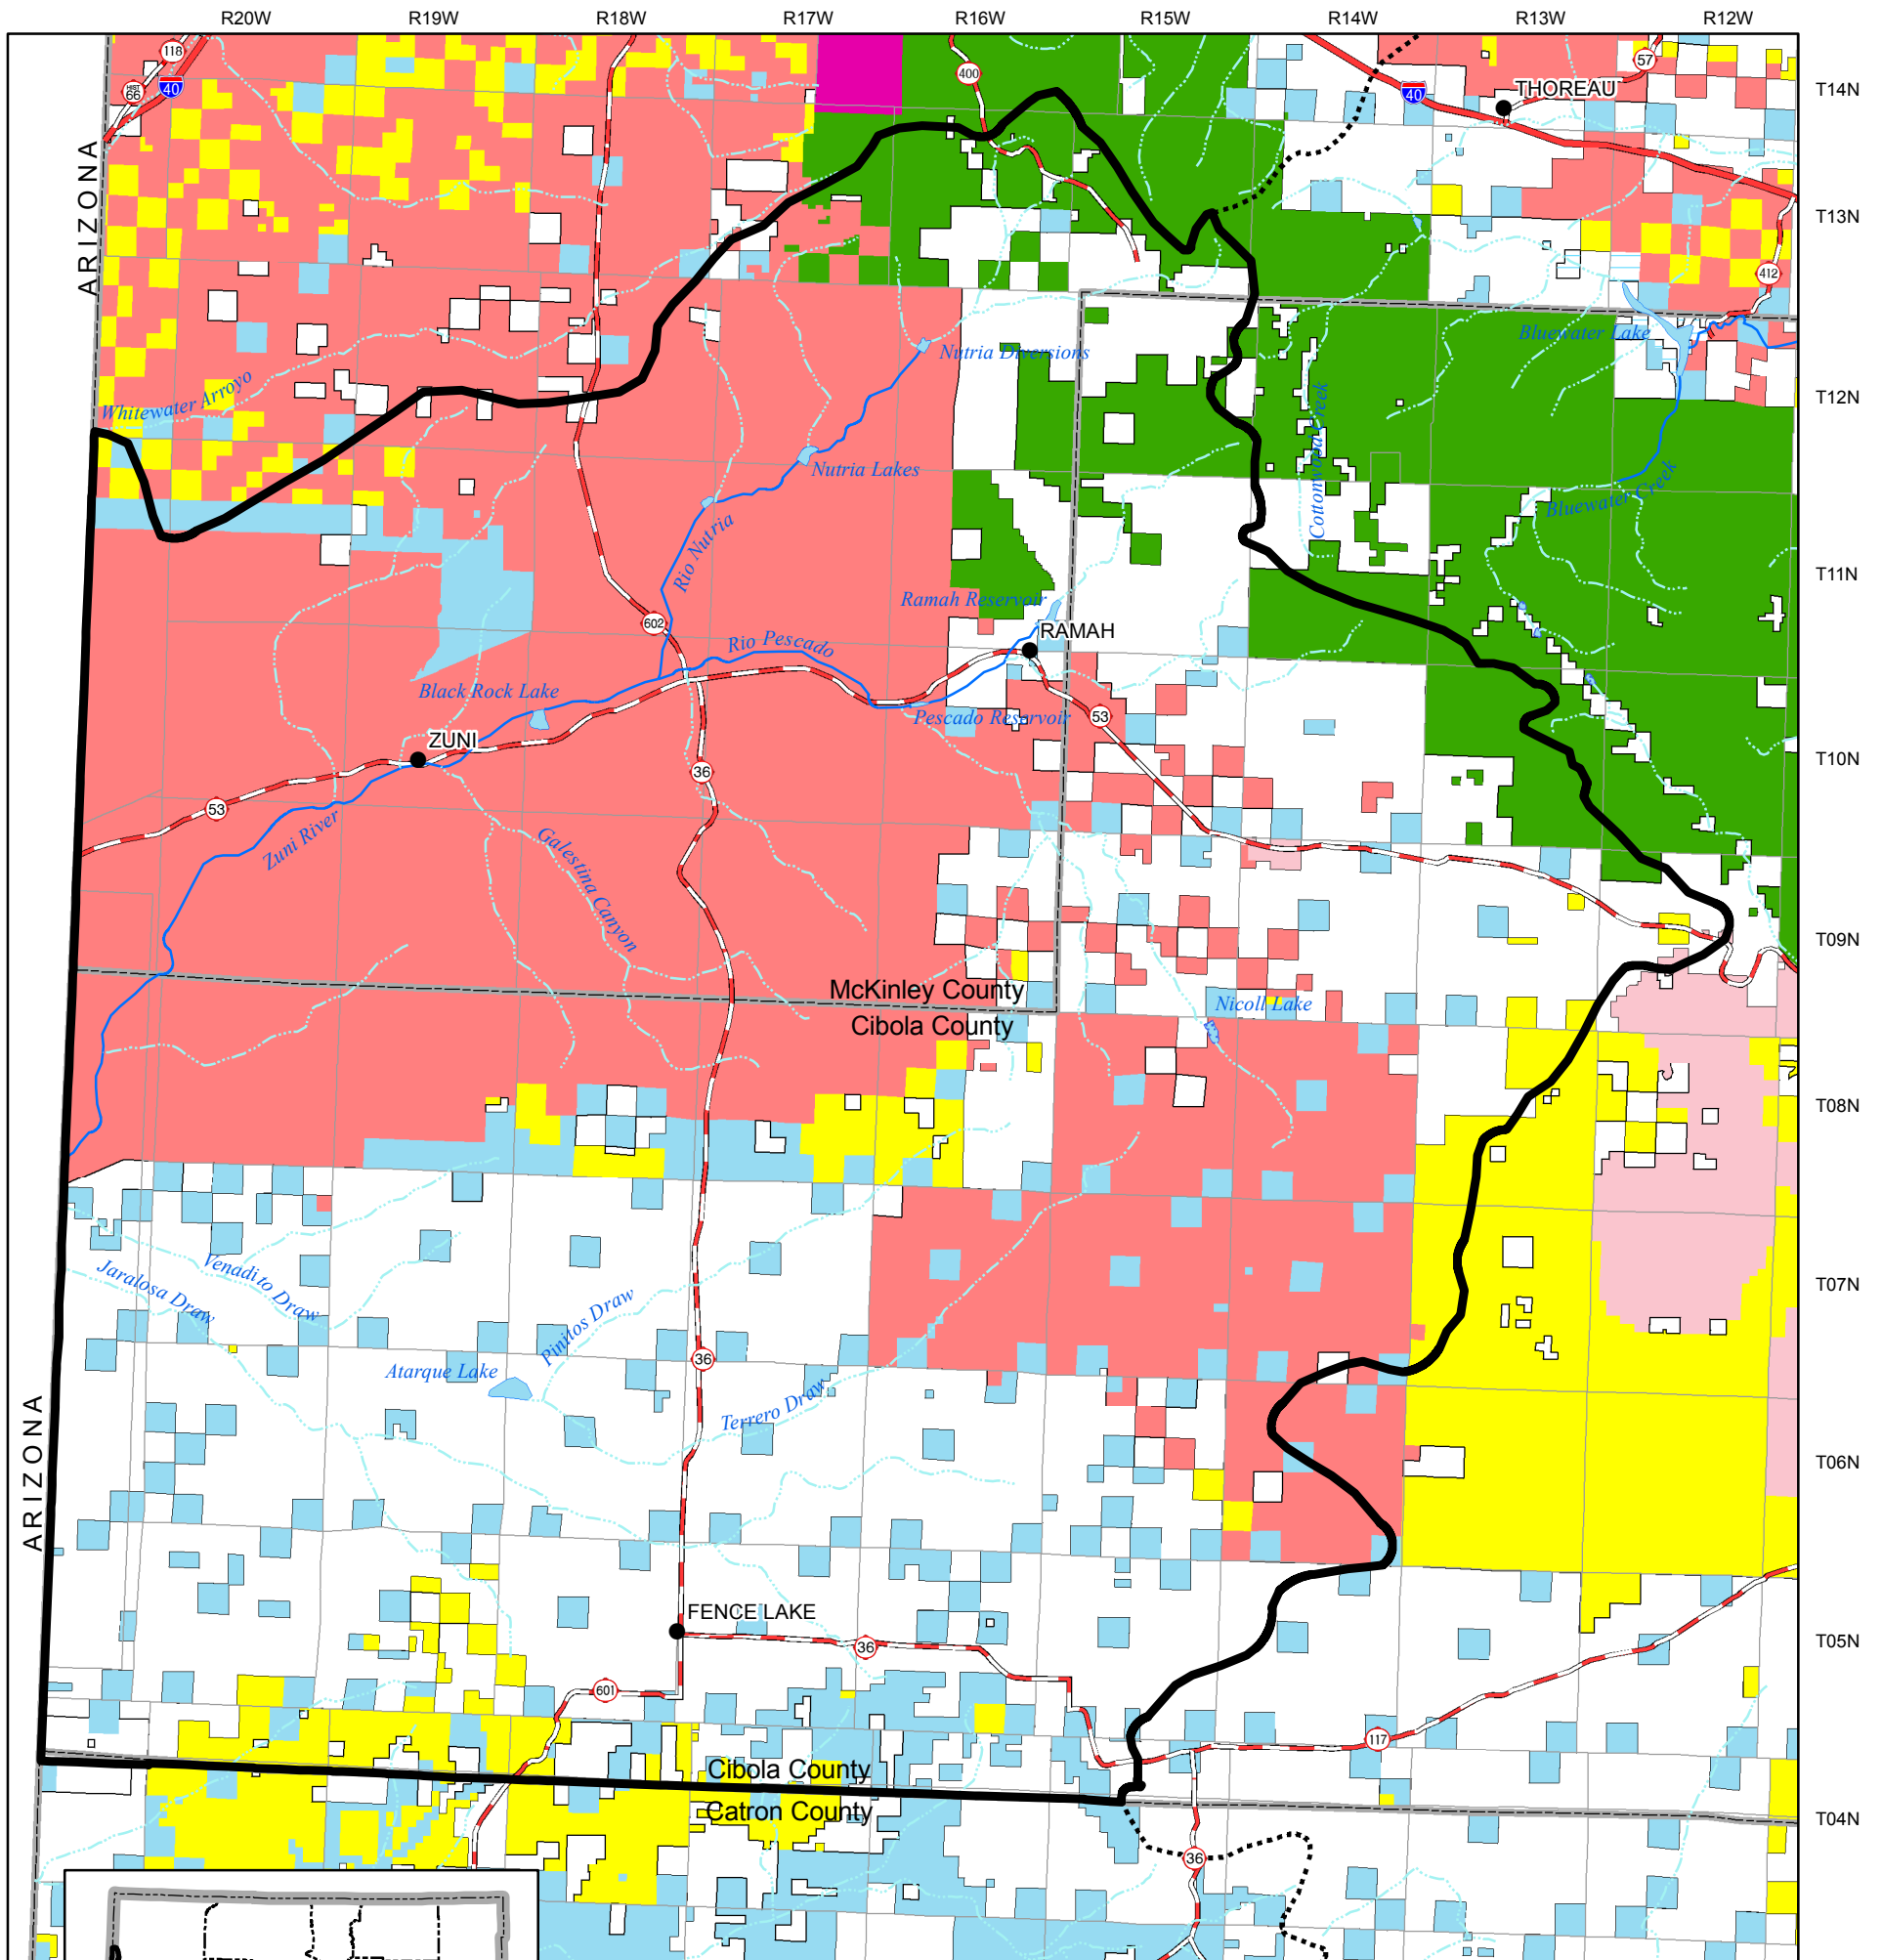 R20W R19W R18W R17W R16W R15W R14W R13W R12W
118
HIST 66
40
400
40
57
THOREAU
T14N
ARIZONA
T13N
412
Bluewater Lake
Nutria Diversions
Whitewater Arroyo
Cottonwood Creek
T12N
Nutria Lakes
Bluewater Creek
Rio Nutria
T11N
Ramah Reservoir
602
RAMAH
Rio Pescado
Black Rock Lake
Pescado Reservoir
53
ZUNI
36
T10N
53
Zuni River
Galestina Canyon
T09N
McKinley County
Cibola County
Nicoll Lake
T08N
Venadito Draw
Jaralosa Draw
T07N
Pinitos Draw
36
Atarque Lake
Terrero Draw
ARIZONA
T06N
FENCE LAKE
36
T05N
601
117
Cibola County
Catron County
T04N
36